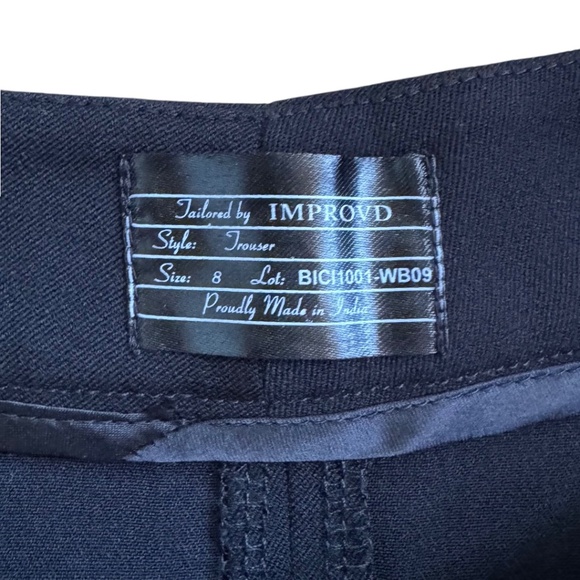 Tailored by IMPROVD
Style: Trouser
Size: 8 Lot: BICI1001-WB09
Proudly Made in India